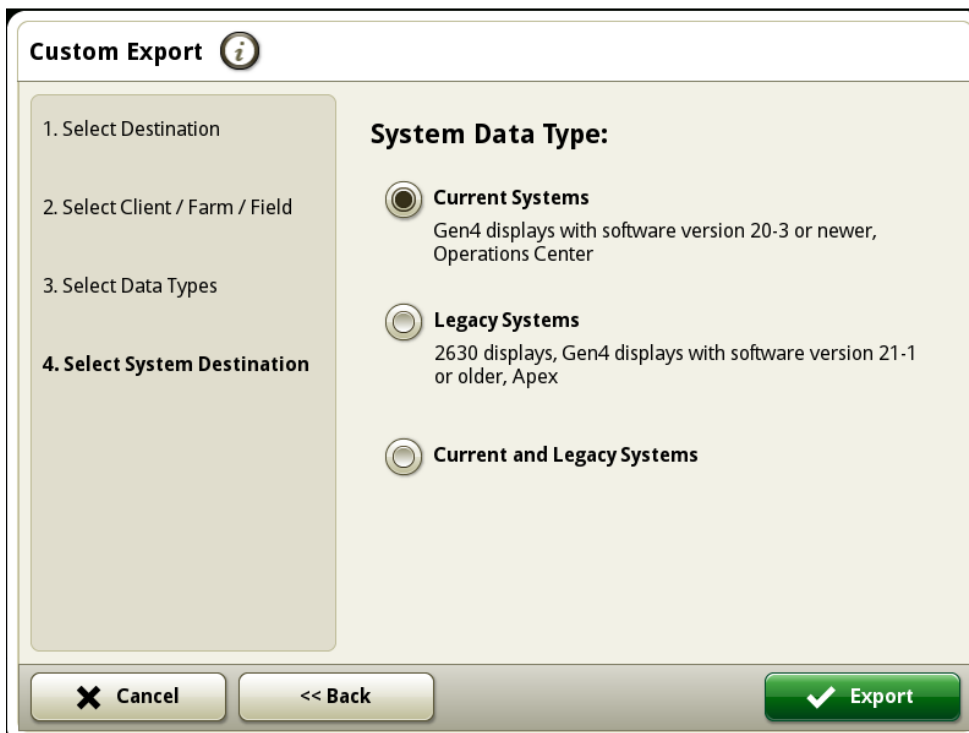 Custom Export i
1. Select Destination
2. Select Client / Farm / Field
3. Select Data Types
4. Select System Destination
System Data Type:
Current Systems
Gen4 displays with software version 20-3 or newer,
Operations Center
Legacy Systems
2630 displays, Gen4 displays with software version 21-1
or older, Apex
Current and Legacy Systems
Cancel
<< Back
Export